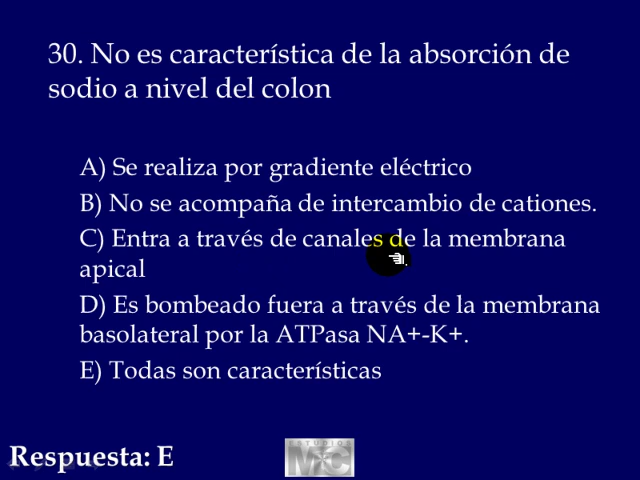 30. No es característica de la absorción de
sodio a nivel del colon
A) Se realiza por gradiente eléctrico
B) No se acompaña de intercambio de cationes.
C) Entra a través de canales de la membrana
apical
D) Es bombeado fuera a través de la membrana
basolateral por la ATPasa NA+-K+.
E) Todas son características
Respuesta: E
ESTUDIOS
MC